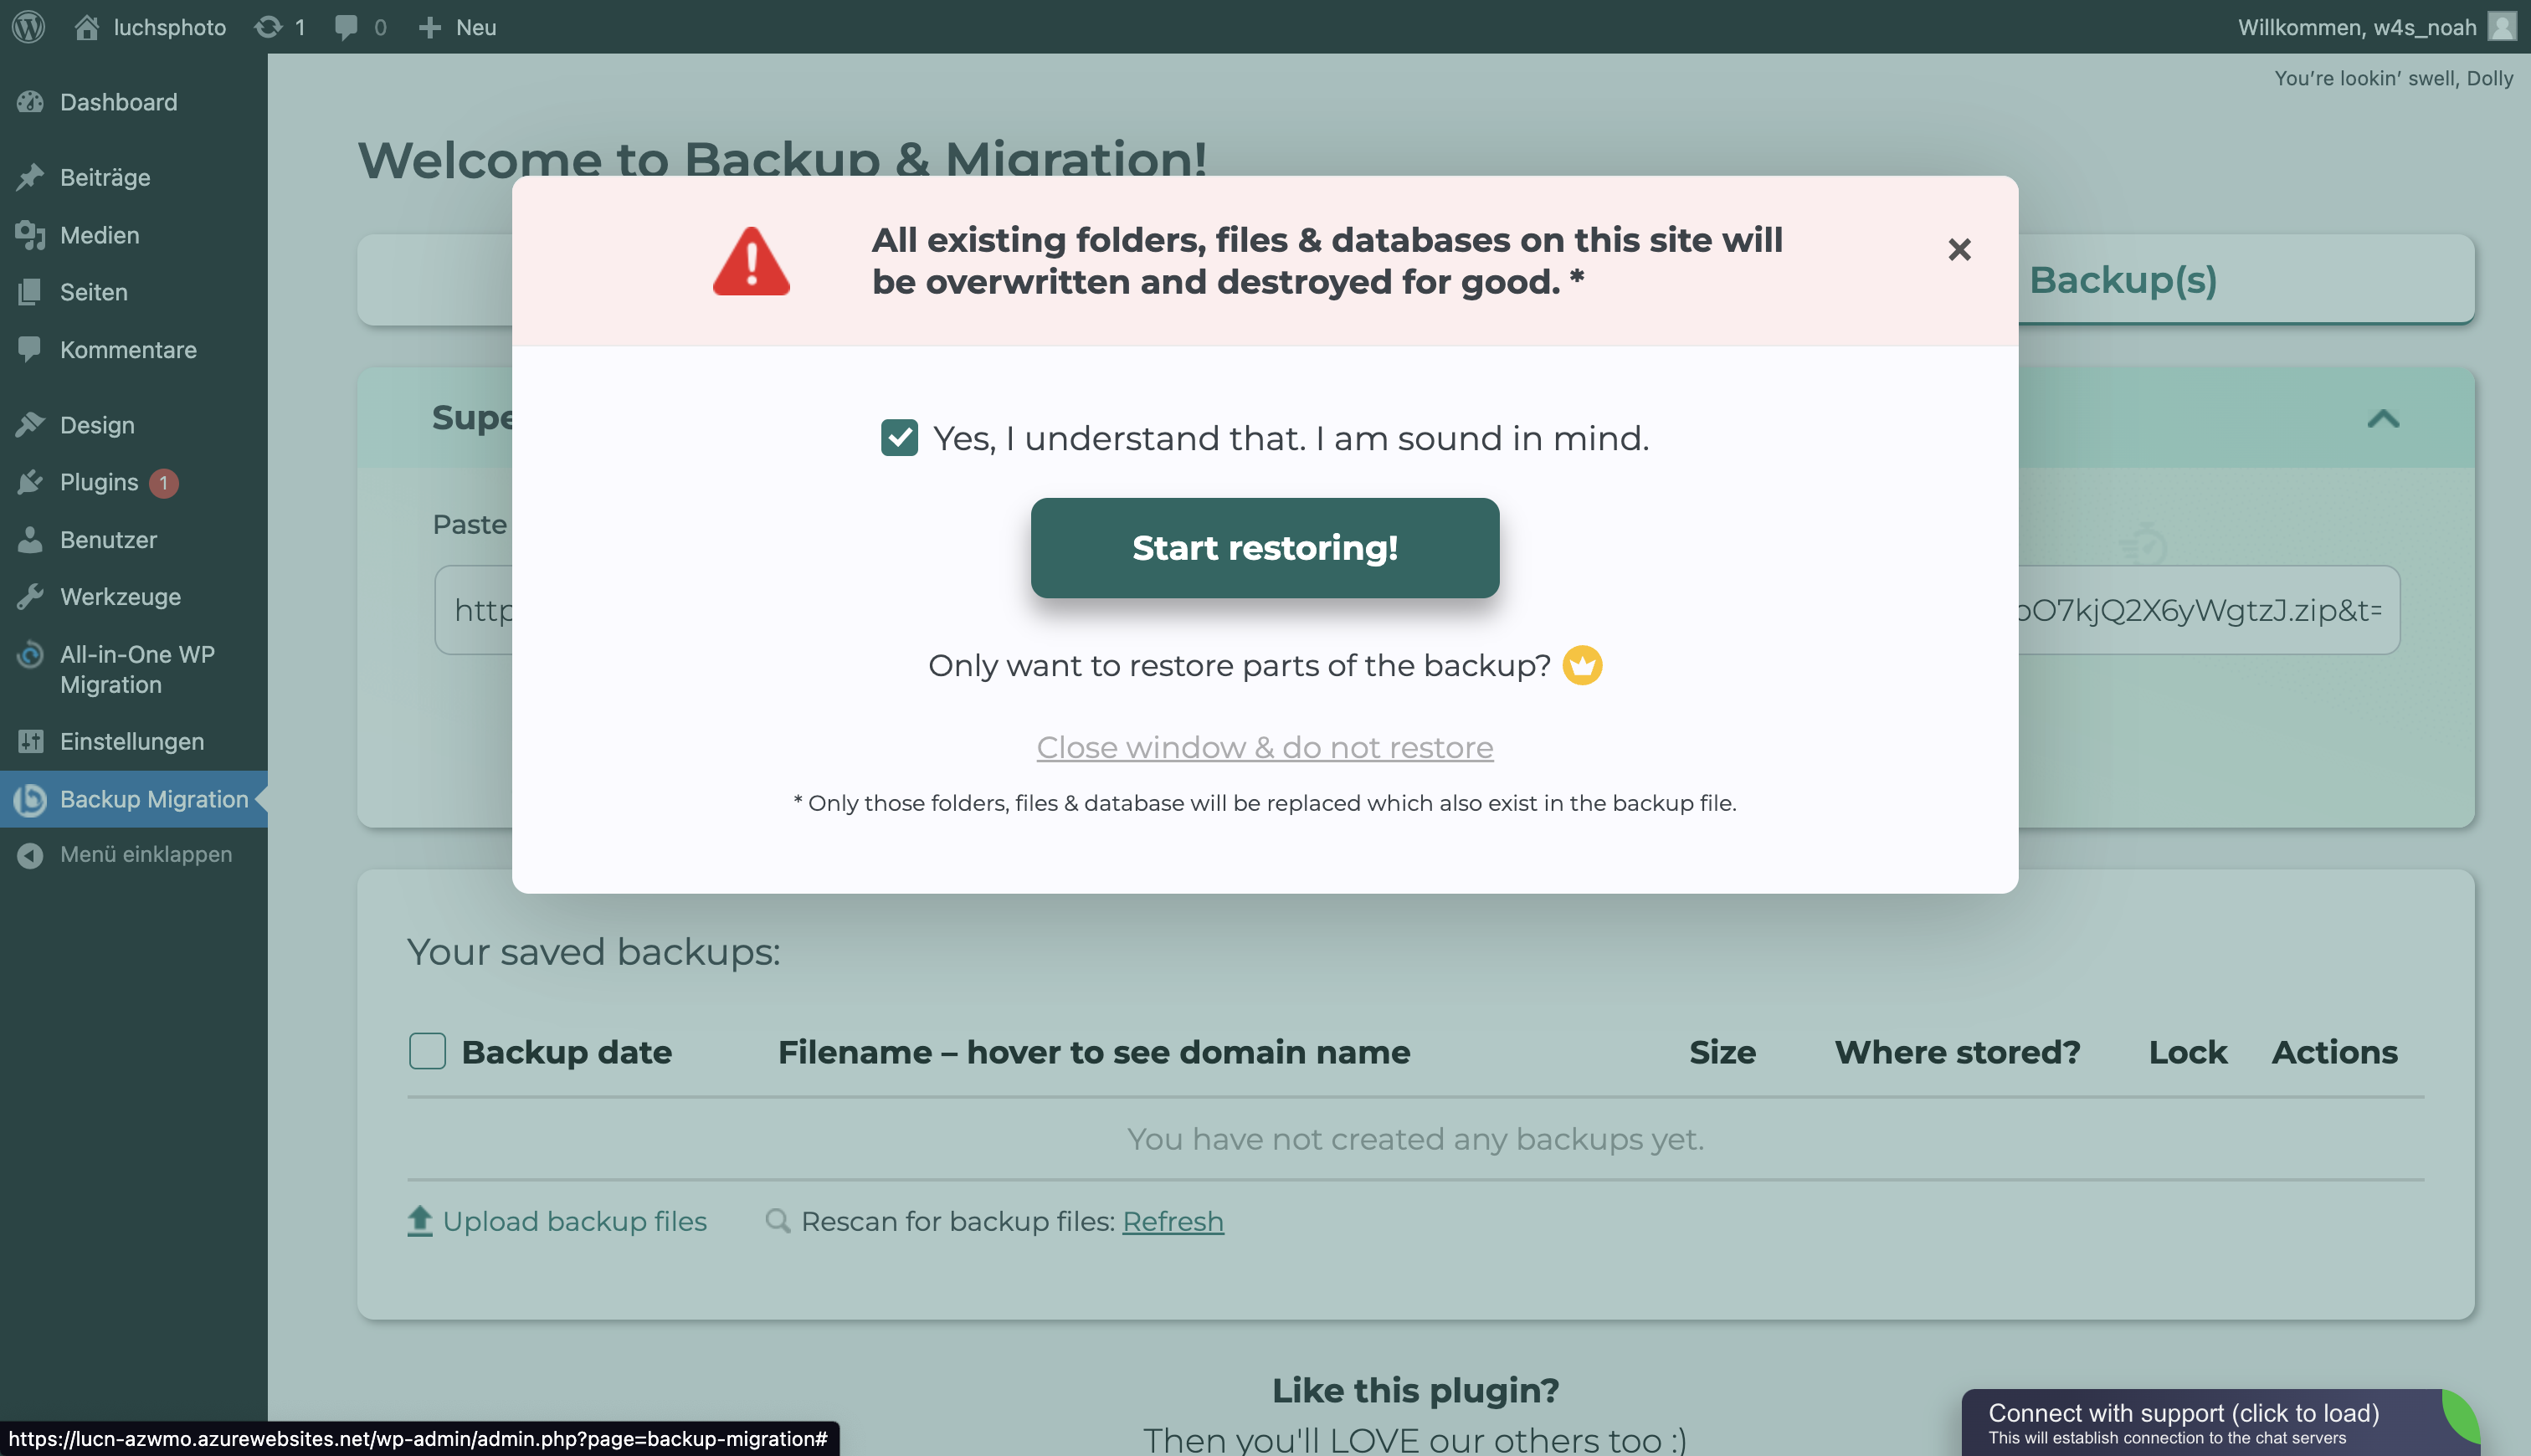 luchsphoto 1 0 Neu Willkommen, w4s_noah
You're lookin' swell, Dolly
Dashboard
Beiträge
Medien
Seiten
Kommentare
Design
Plugins 1
Benutzer
Werkzeuge
All-in-One WP
Migration
Einstellungen
Backup Migration
Menü einklappen
Welcome to Backup & Migration!
Backup(s)
All existing folders, files & databases on this site will
be overwritten and destroyed for good. *
Supe
Yes, I understand that. I am sound in mind.
Paste
Start restoring!
http
O7kjQ2X6yWgtzJ.zip&t=
Only want to restore parts of the backup?
Close window & do not restore
* Only those folders, files & database will be replaced which also exist in the backup file.
Your saved backups:
Backup date Filename – hover to see domain name Size Where stored? Lock Actions
You have not created any backups yet.
Upload backup files Rescan for backup files: Refresh
Like this plugin?
Then you'll LOVE our others too :)
Connect with support (click to load)
This will establish connection to the chat servers
https://lucn-azwmo.azurewebsites.net/wp-admin/admin.php?page=backup-migration#